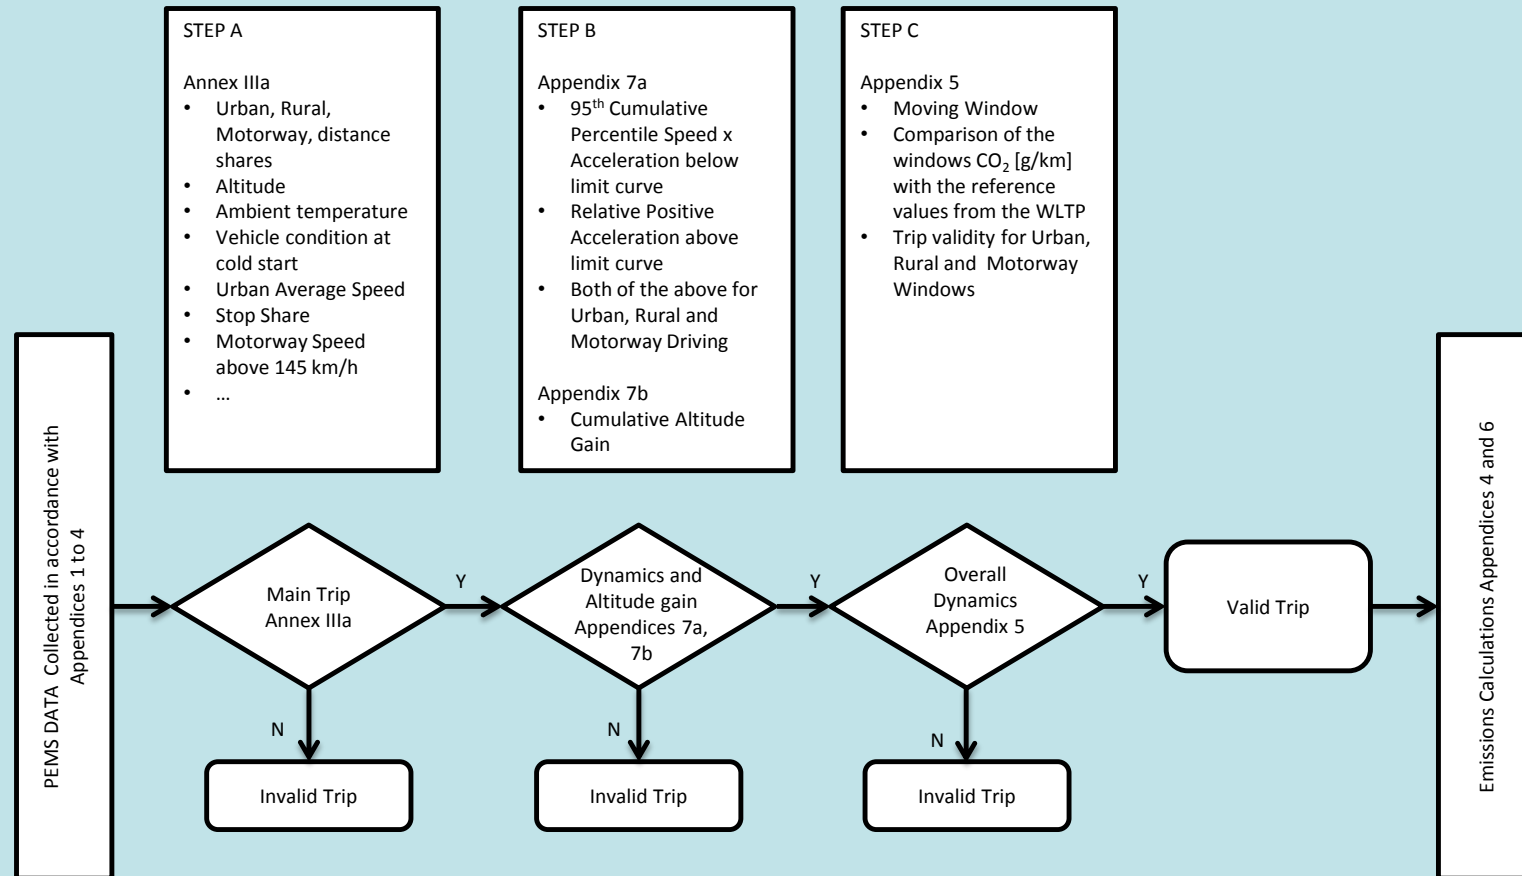 STEP A
Annex IIIa
• Urban, Rural,
Motorway, distance
shares
• Altitude
• Ambient temperature
• Vehicle condition at
cold start
• Urban Average Speed
• Stop Share
• Motorway Speed
above 145 km/h
• …
STEP B
Appendix 7a
• 95th Cumulative
Percentile Speed x
Acceleration below
limit curve
• Relative Positive
Acceleration above
limit curve
• Both of the above for
Urban, Rural and
Motorway Driving
Appendix 7b
• Cumulative Altitude
Gain
STEP C
Appendix 5
• Moving Window
• Comparison of the
windows CO2 [g/km]
with the reference
values from the WLTP
• Trip validity for Urban,
Rural and Motorway
Windows
PEMS DATA Collected in accordance with
Appendices 1 to 4
Main Trip
Annex IIIa
Y
N
Invalid Trip
Dynamics and
Altitude gain
Appendices 7a,
7b
Y
N
Invalid Trip
Overall
Dynamics
Appendix 5
Y
N
Invalid Trip
Valid Trip
Emissions Calculations Appendices 4 and 6